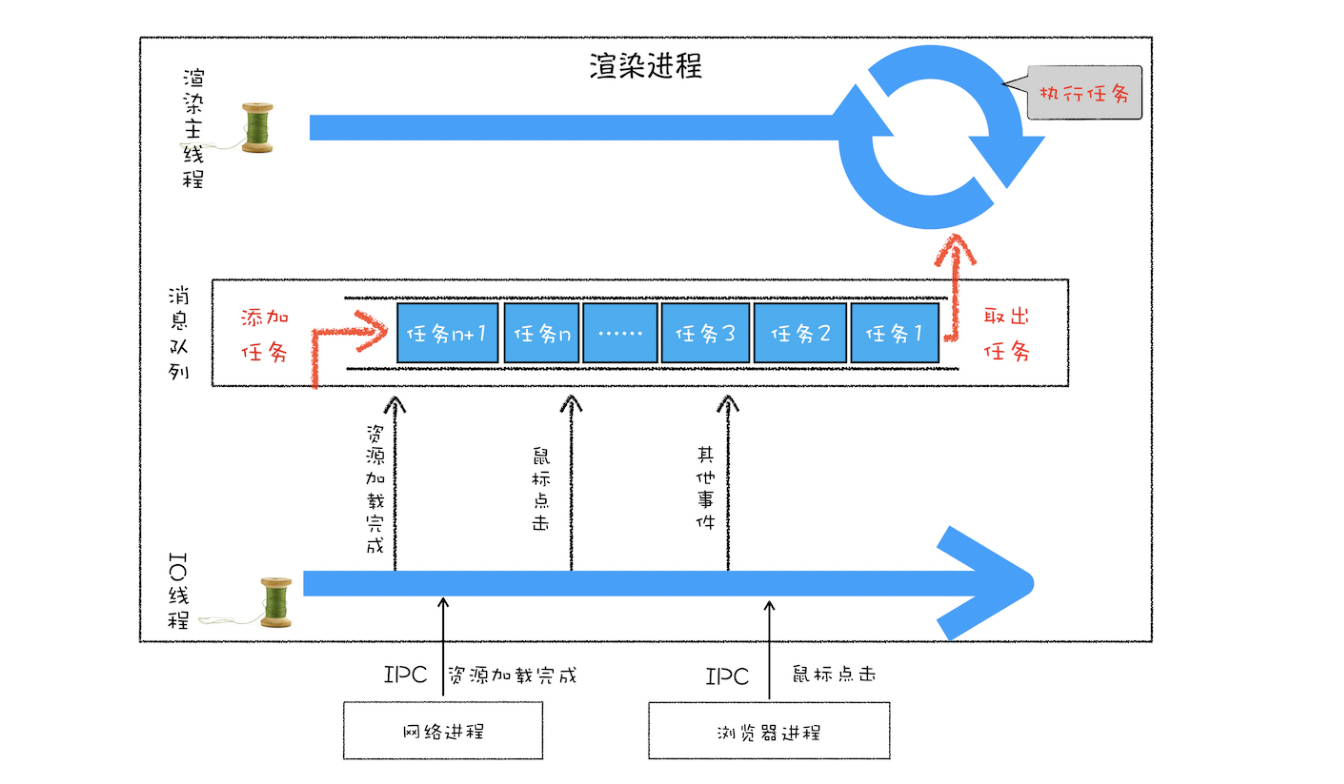 渲染进程
渲染主线程
执行任务
消息队列
添加
任务
任务n+1
任务n
......
任务3
任务2
任务1
取出
任务
资源加载完成
鼠标点击
其他事件
IO线程
IPC
资源加载完成
IPC
鼠标点击
网络进程
浏览器进程